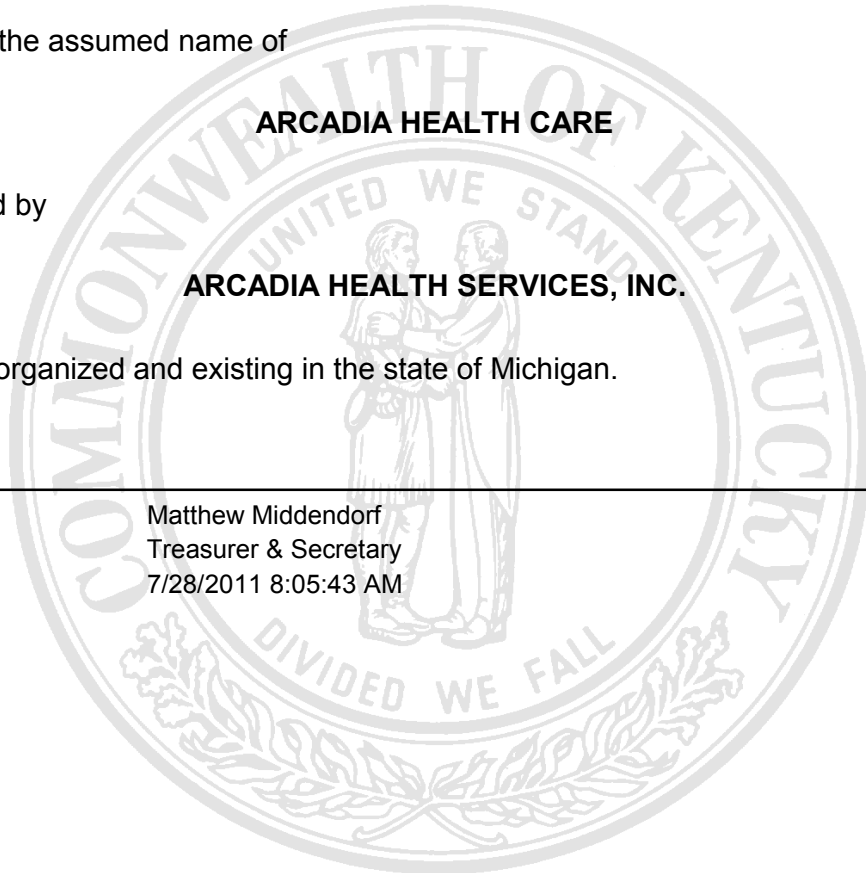 the assumed name of
ARCADIA HEALTH CARE
d by
ARCADIA HEALTH SERVICES, INC.
organized and existing in the state of Michigan.
Matthew Middendorf
Treasurer & Secretary
7/28/2011 8:05:43 AM
COMMONWEALTH OF KENTUCKY
UNITED WE STAND
DIVIDED WE FALL